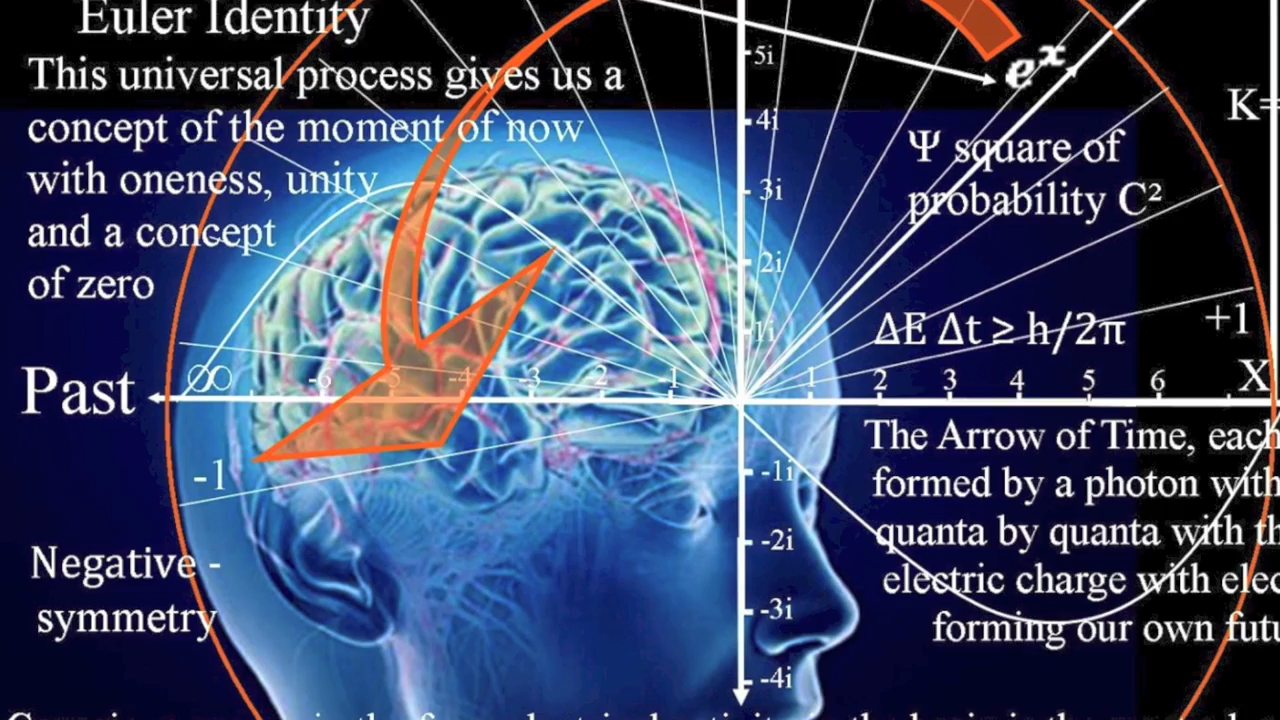 Euler Identity
This universal process gives us a
concept of the moment of now
with oneness, unity
and a concept
of zero
5i
eˣ
K=
4i
Ψ square of
probability C²
3i
2i
1i
ΔE Δt ≥ h/2π
+1
Past
∞ -6 -5 -4 -3 2 1 1 2 3 4 5 6 X
-1
The Arrow of Time, each
formed by a photon with
quanta by quanta with th
electric charge with elec
forming our own futu
-1i
-2i
-3i
-4i
Negative -
symmetry